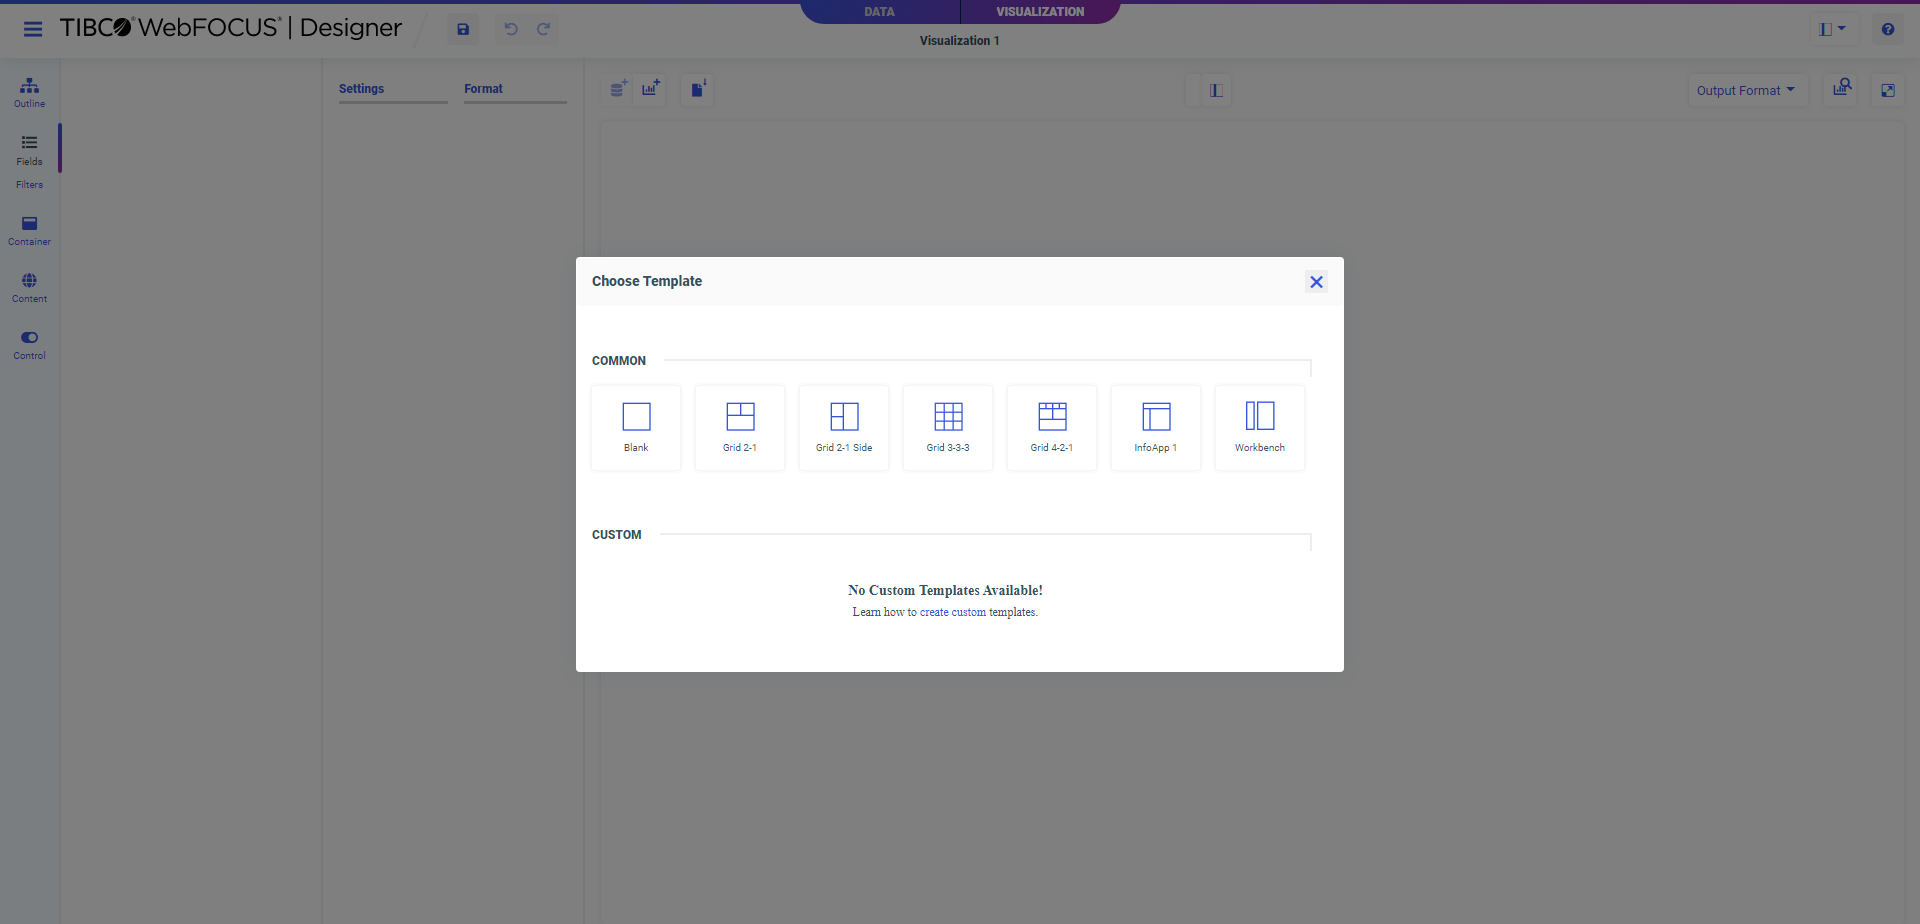 DATA
VISUALIZATION
TIBCO® WebFOCUS® | Designer
Visualization 1
Outline
Fields
Filters
Container
Content
Control
Settings
Format
Output Format
Choose Template
COMMON
Blank
Grid 2-1
Grid 2-1 Side
Grid 3-3-3
Grid 4-2-1
InfoApp 1
Workbench
CUSTOM
No Custom Templates Available!
Learn how to create custom templates.